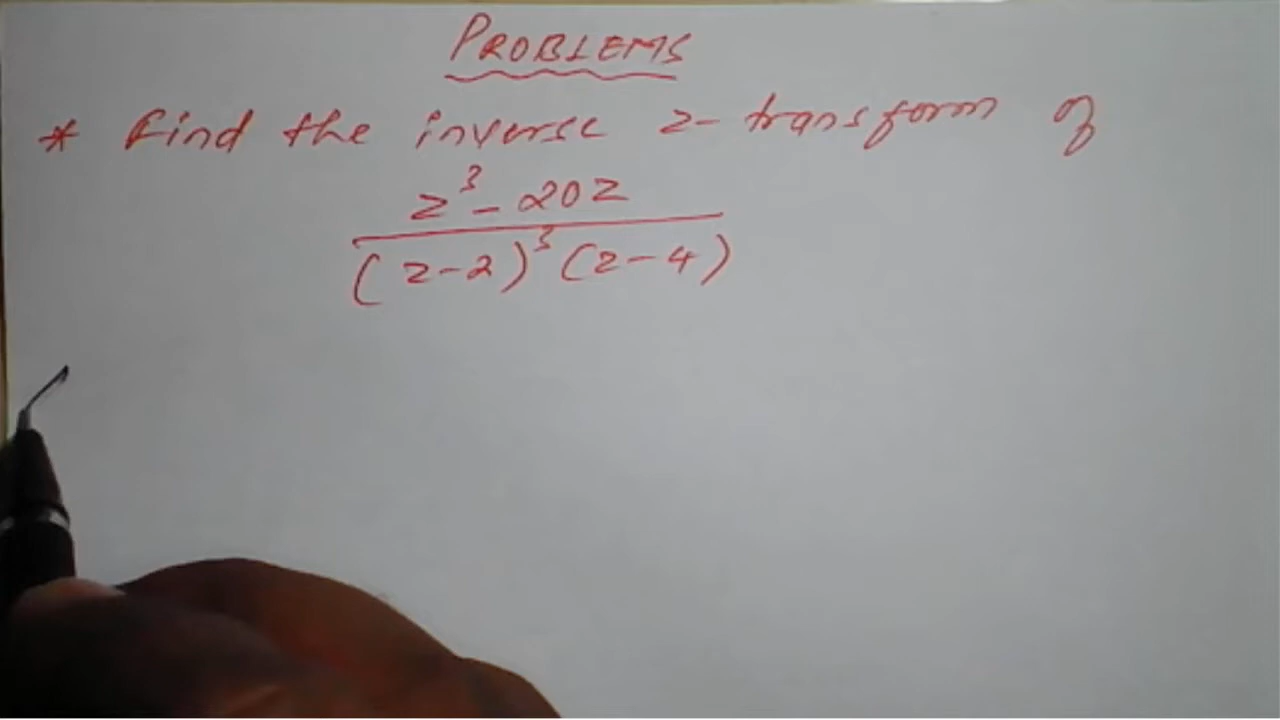 PROBLEMS
* Find the inverse z-transform of
z³ - 20z
(z-2)³ (z-4)